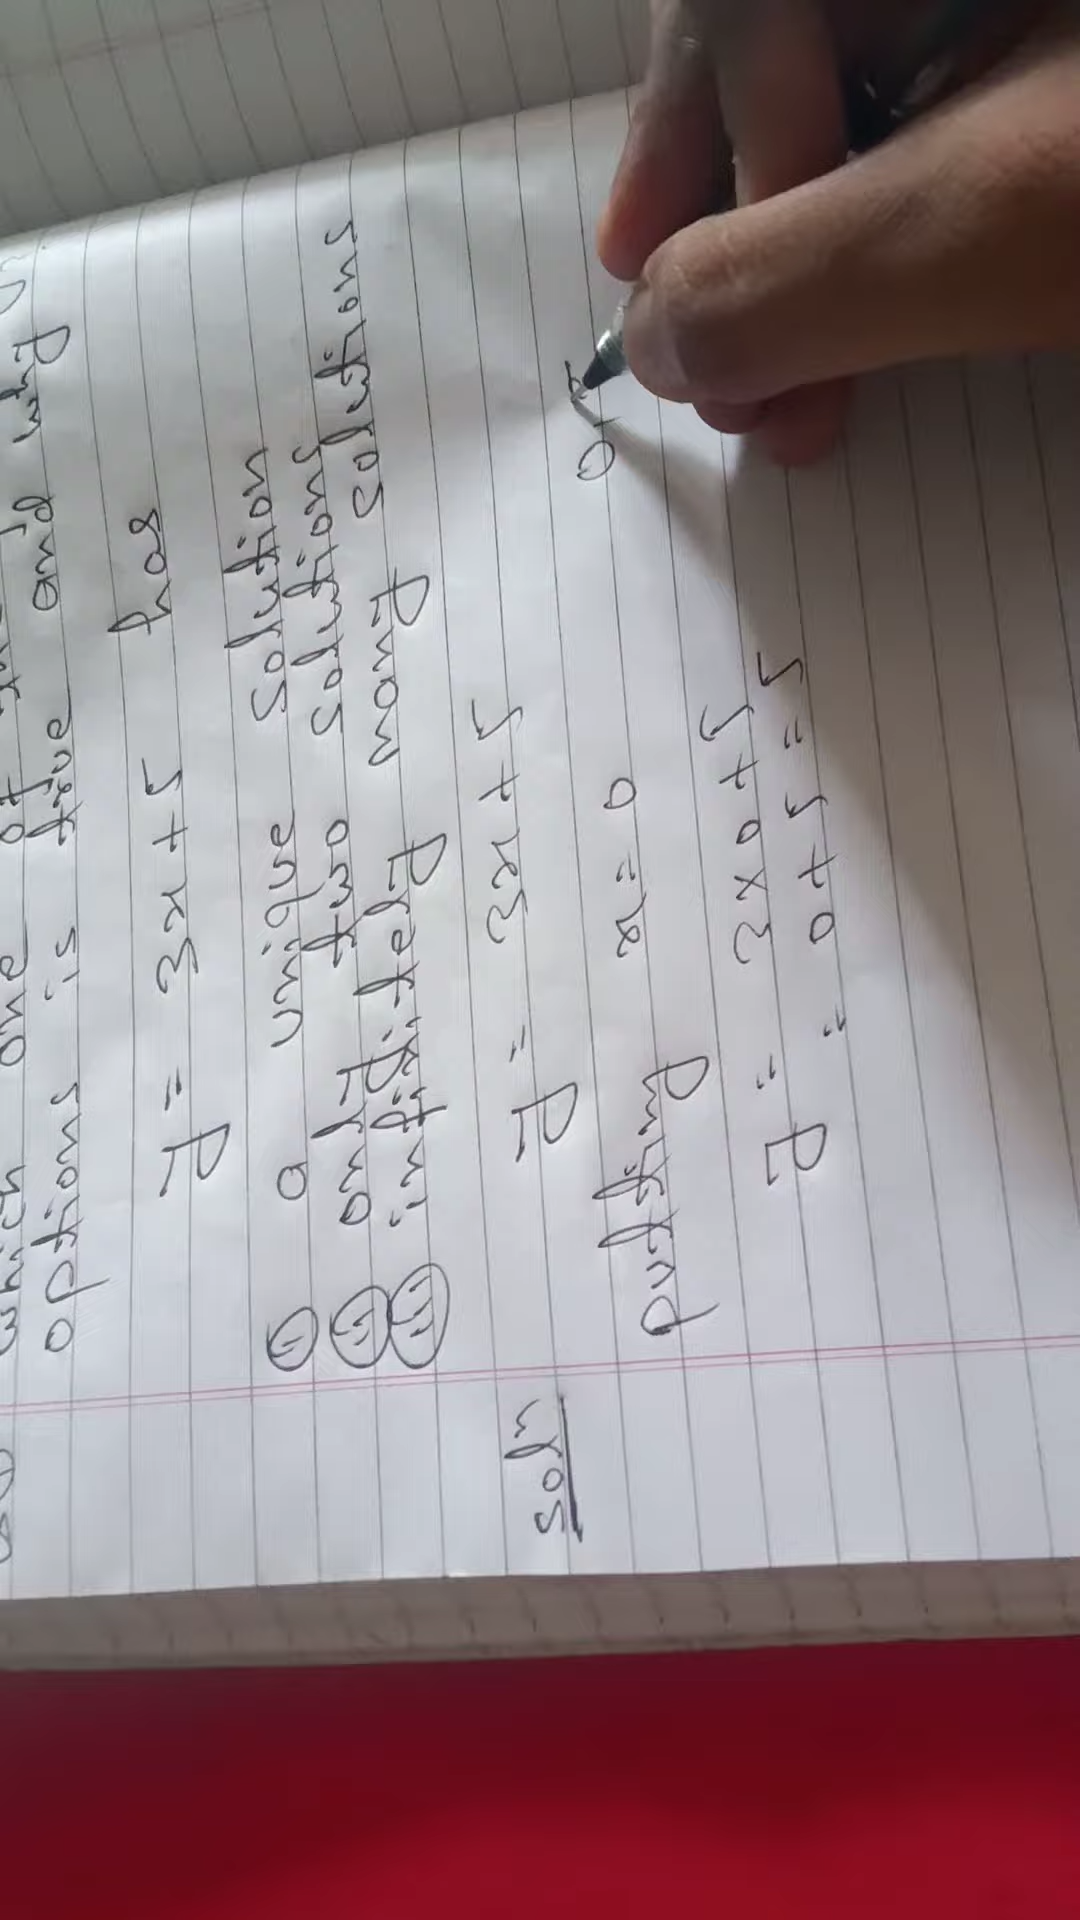 which one of the
options is true and why
y = 3x + 5 has
(i) a unique solution
(ii) only two solutions
(iii) infinitely many solutions
Soln
y = 3x + 5
putting x = 0
y = 3 x 0 + 5
= 0 + 5 = 5